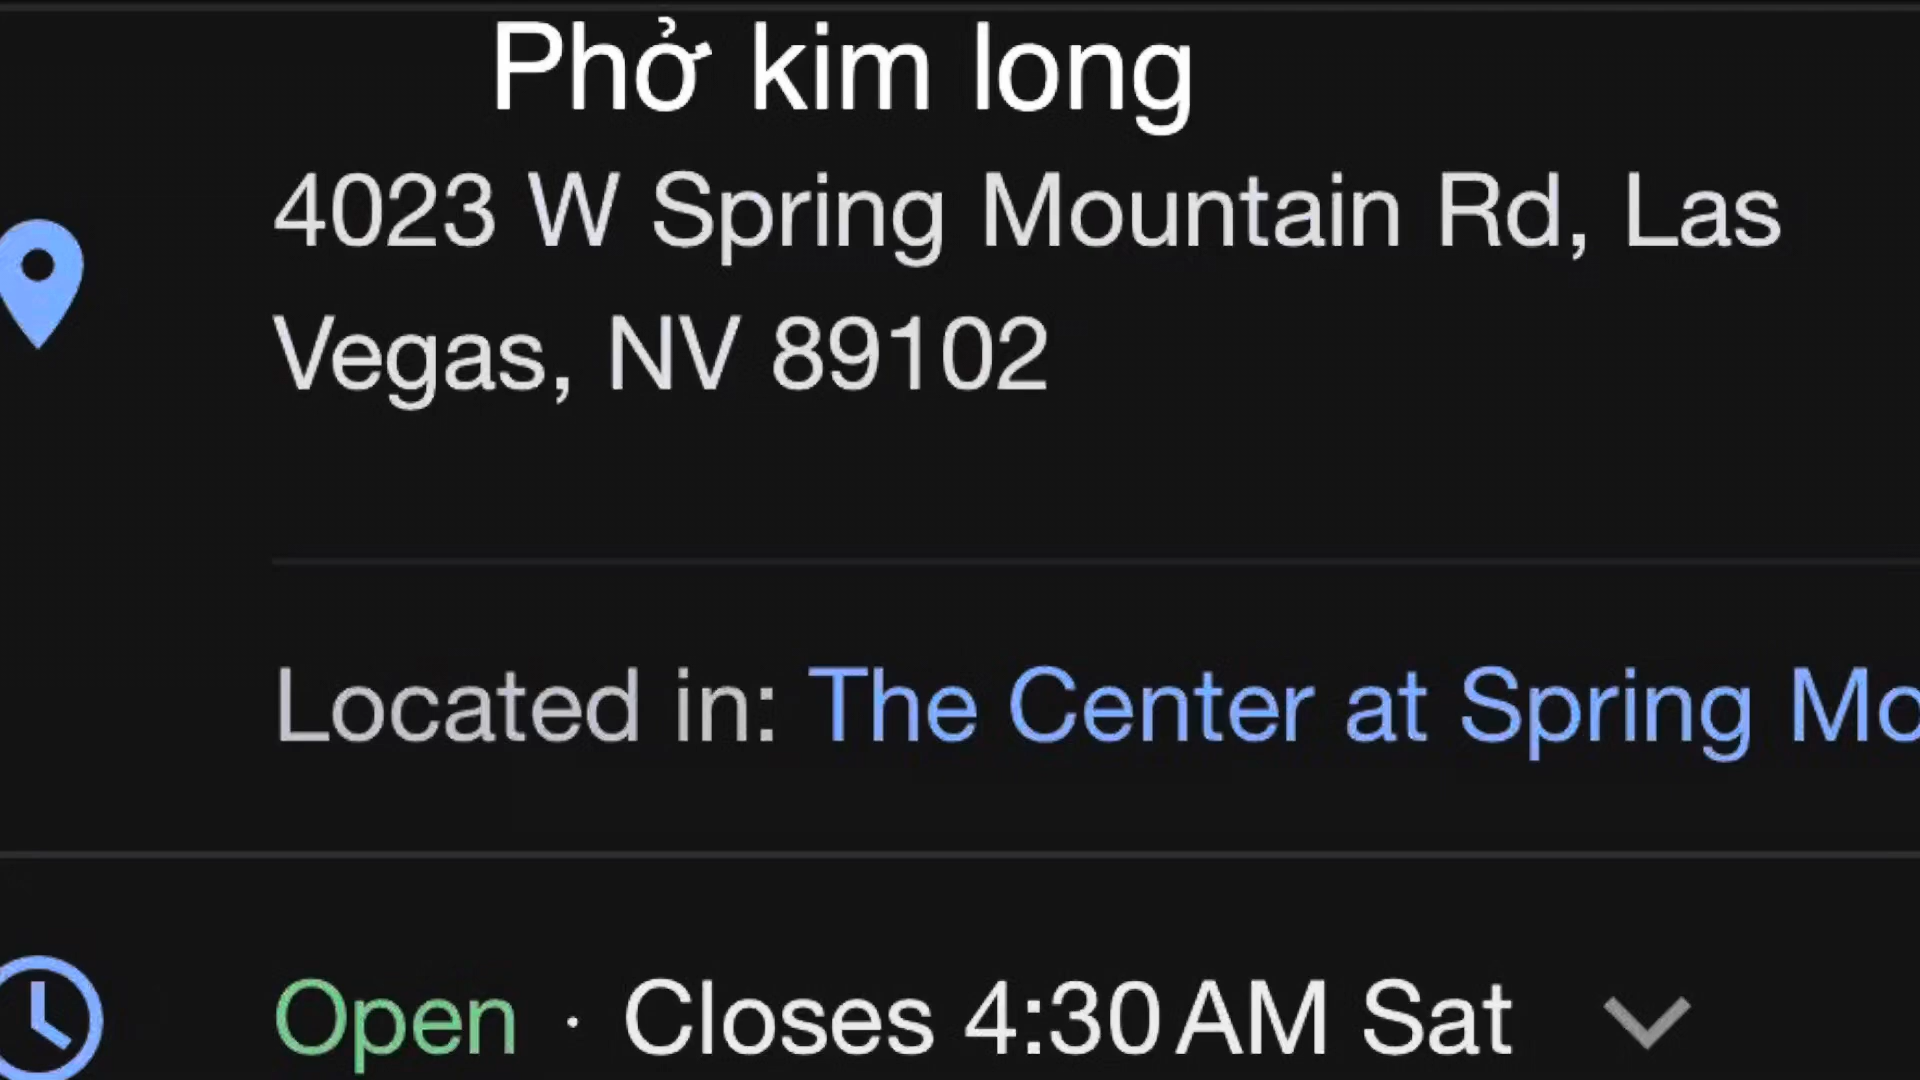 Phở kim long
4023 W Spring Mountain Rd, Las
Vegas, NV 89102
Located in: The Center at Spring Mo
Open · Closes 4:30 AM Sat